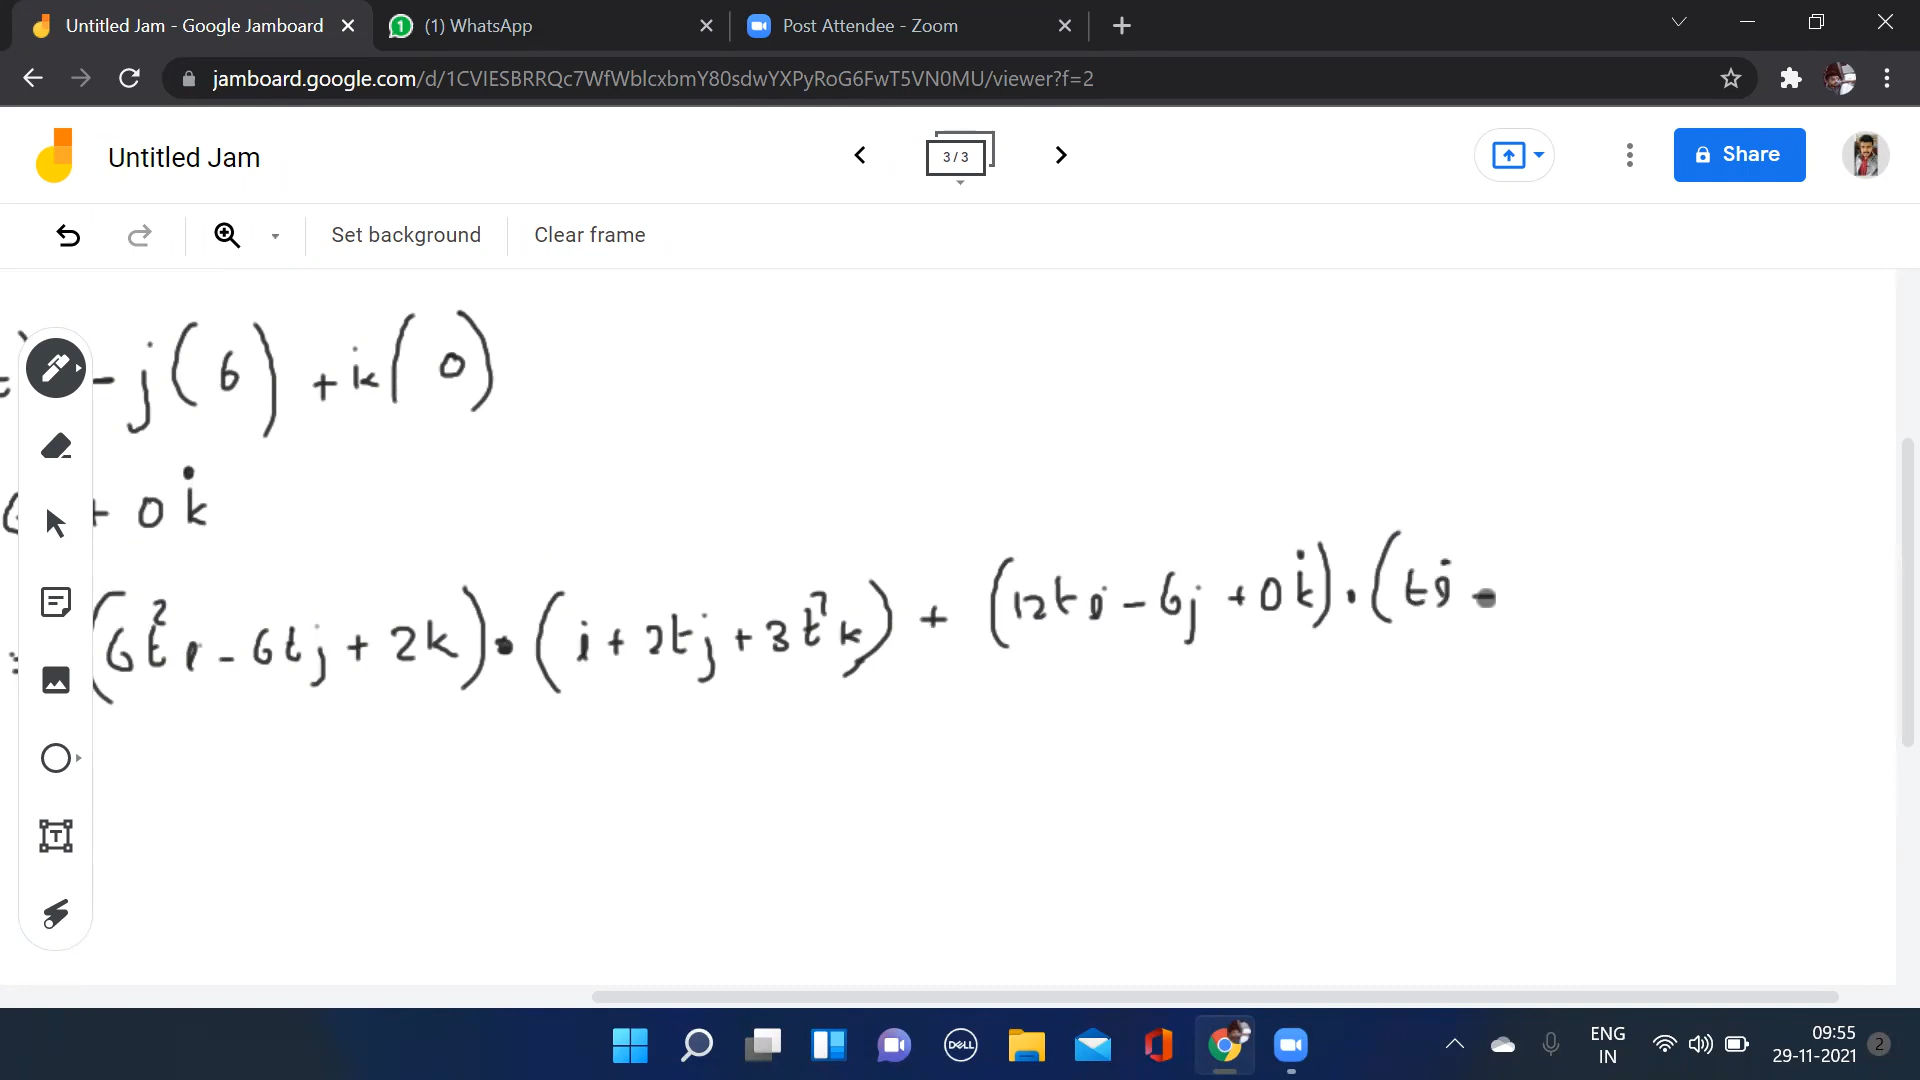 Untitled Jam - Google Jamboard
(1) WhatsApp
Post Attendee - Zoom
jamboard.google.com/d/1CVIESBRRQc7WfWblcxbmY80sdwYXPyRoG6FwT5VN0MU/viewer?f=2
Untitled Jam
3 / 3
Share
Set background
Clear frame
- j ( 6 ) + k ( 0 )
+ 0 k
(6t² i - 6t j + 2k) • (i + 2t j + 3t² k) + (12t i - 6j + 0k) • (t i -
ENG
IN
09:55
29-11-2021
2
DELL